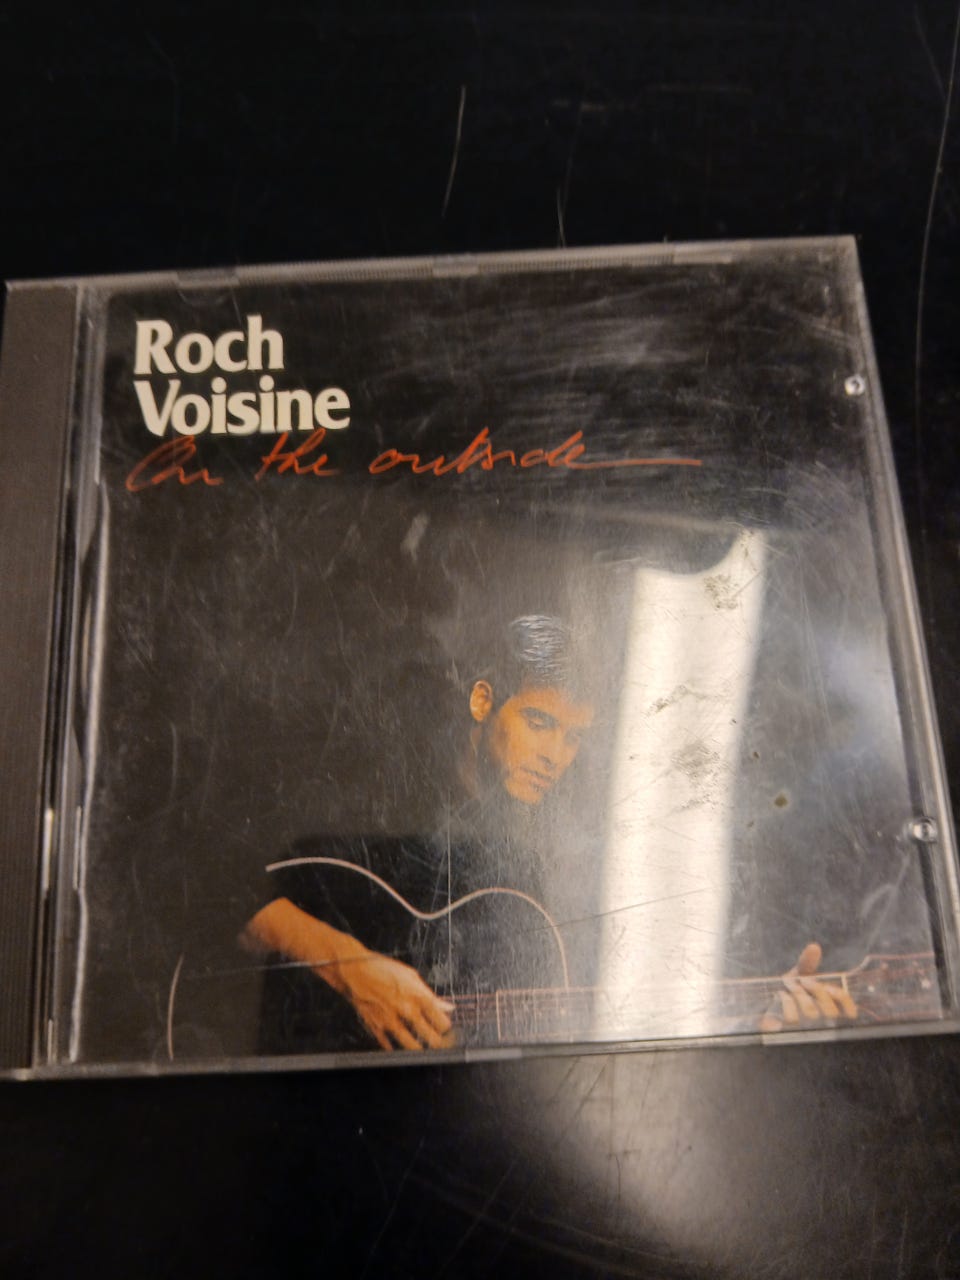 Roch
Voisine
On the outside